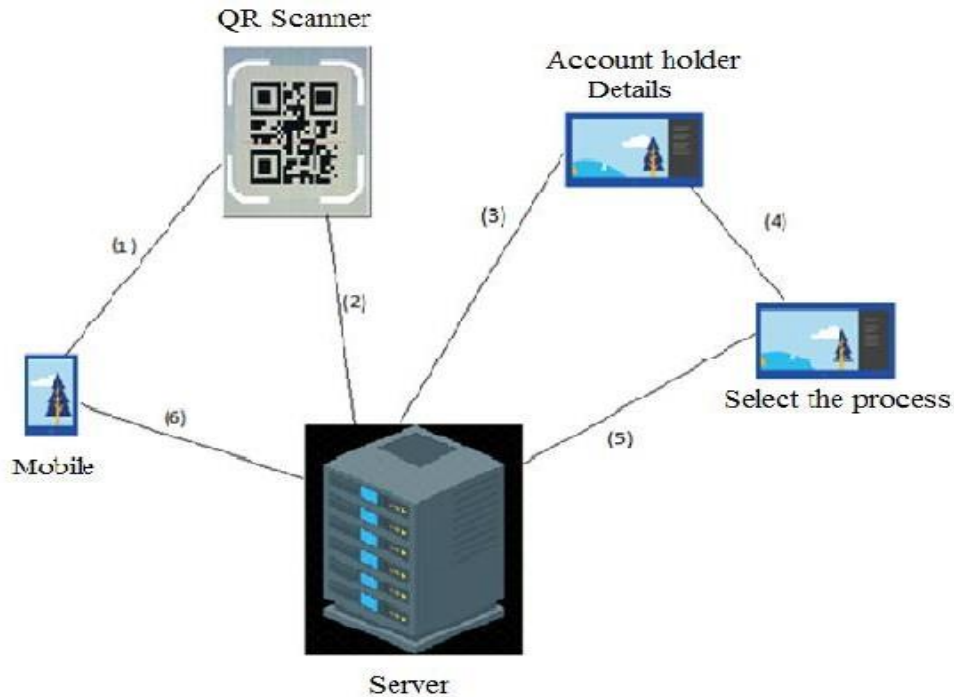 QR Scanner
Account holder
Details
(1)
(2)
(3)
(4)
(5)
(6)
Mobile
Select the process
Server